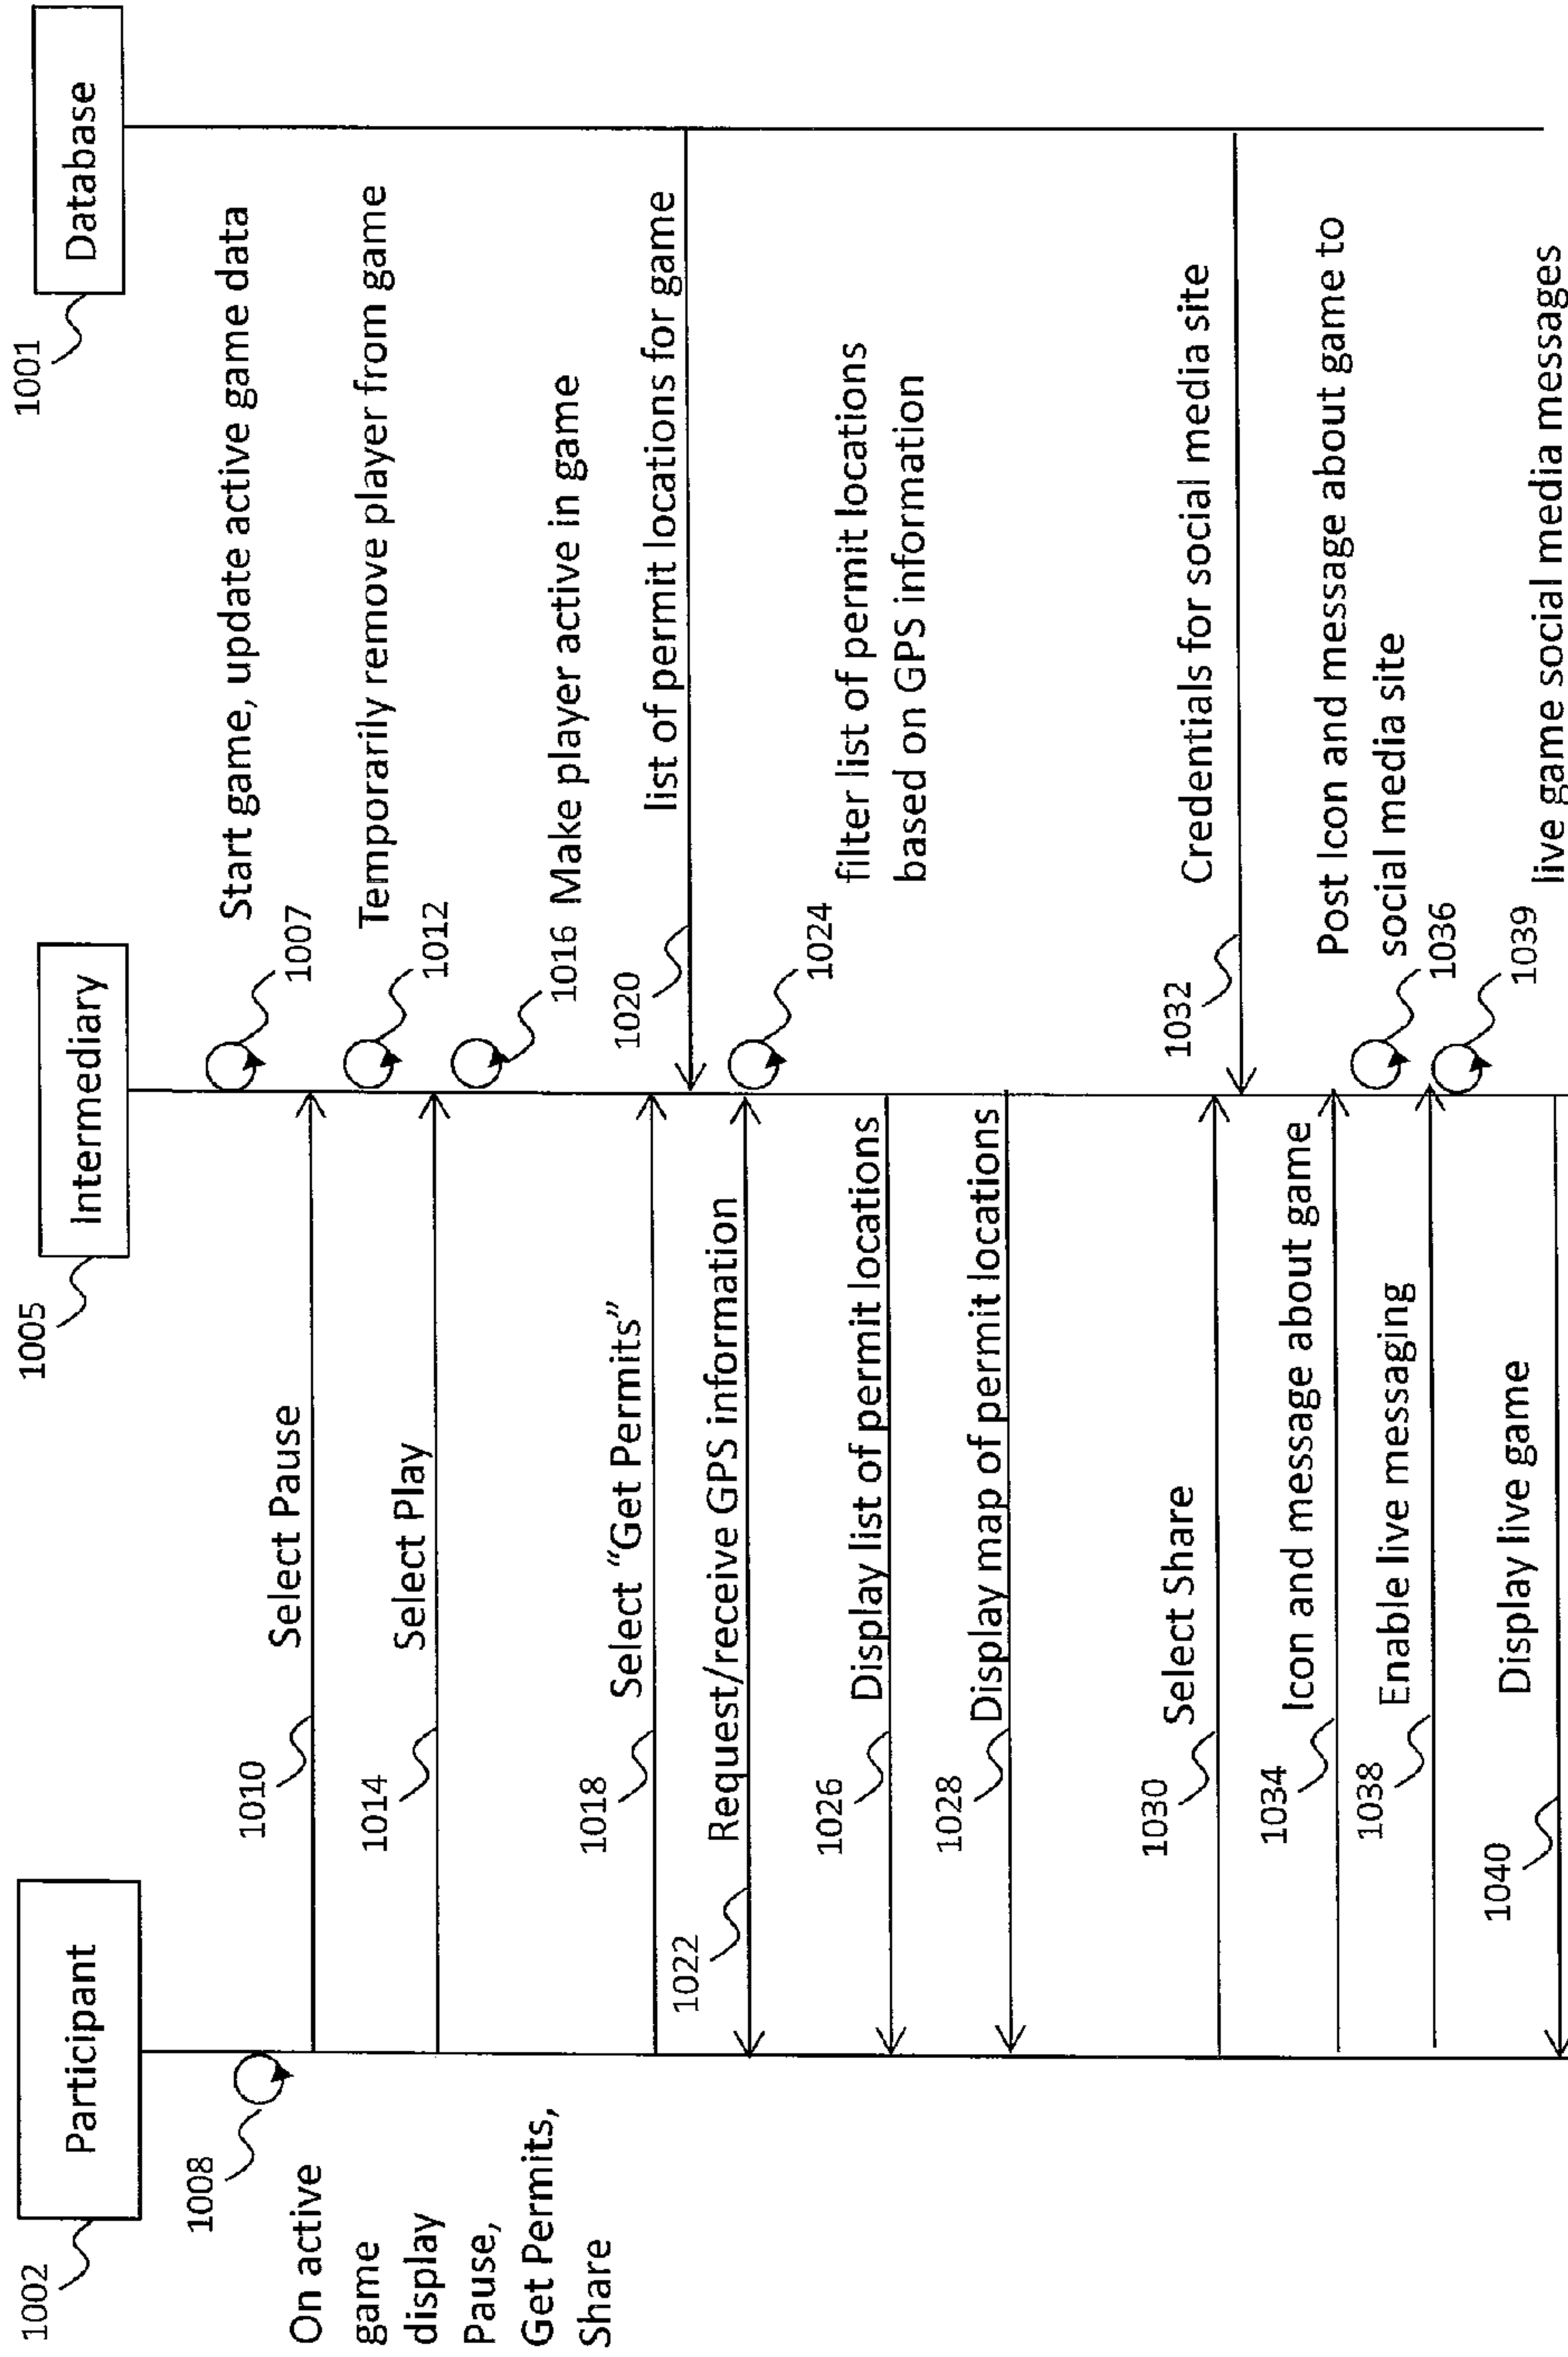 1002
Participant
1005
Intermediary
1001
Database
1008
On active
game
display
Pause,
Get Permits,
Share
1007
Start game, update active game data
1010
Select Pause
1012
Temporarily remove player from game
1014
Select Play
1016 Make player active in game
1018
Select “Get Permits”
1020
list of permit locations for game
1022
Request/receive GPS information
1024
filter list of permit locations
based on GPS information
1026
Display list of permit locations
1028
Display map of permit locations
1030
Select Share
1032
Credentials for social media site
1034
Icon and message about game
1036
Post Icon and message about game to
social media site
1038
Enable live messaging
1039
live game social media messages
1040
Display live game